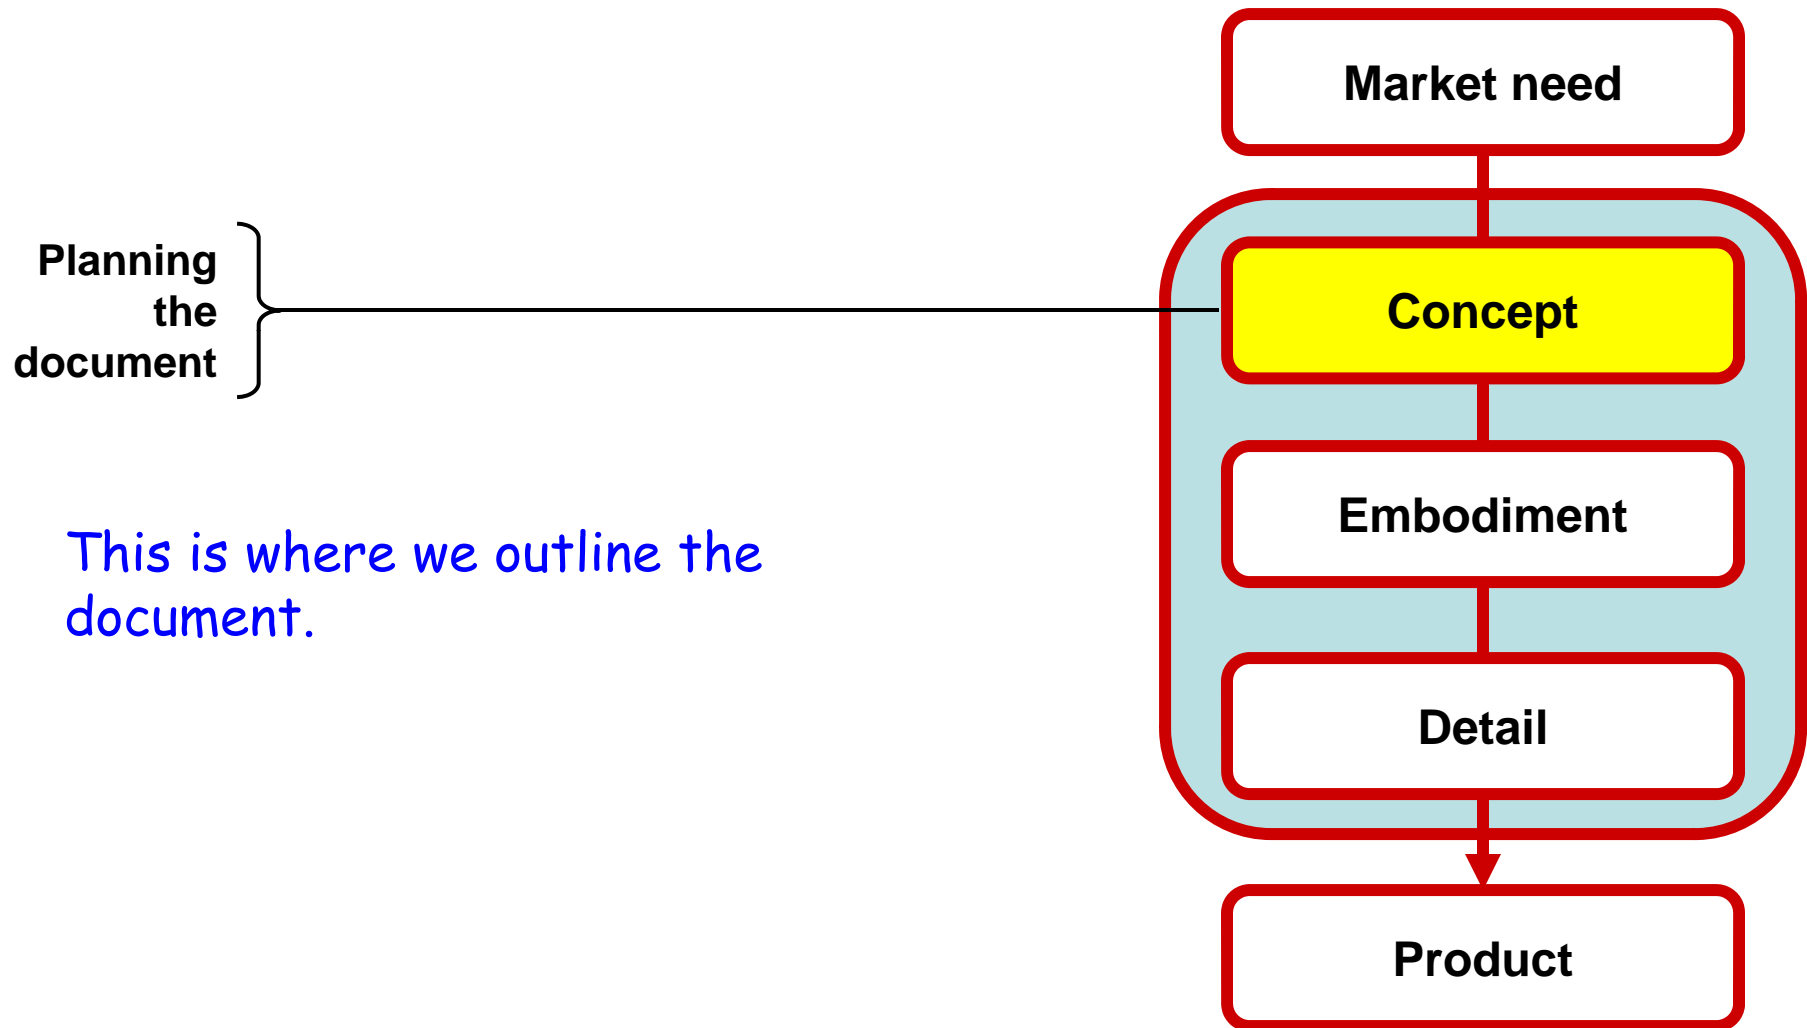 Market need
Planning
the
document
Concept
This is where we outline the
document.
Embodiment
Detail
Product